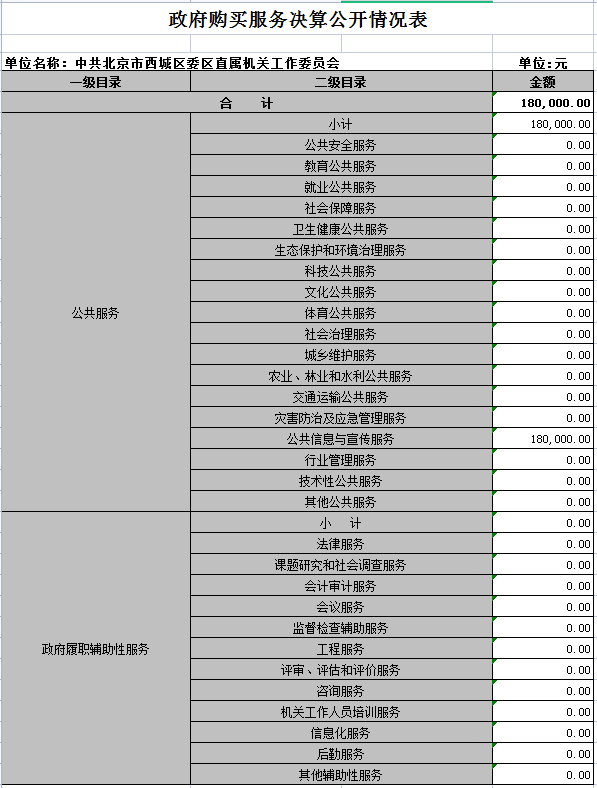 政府购买服务决算公开情况表
单位名称：中共北京市西城区委区直属机关工作委员会 单位:元
一级目录 二级目录 金额
合 计 180,000.00
公共服务 小计 180,000.00
公共安全服务 0.00
教育公共服务 0.00
就业公共服务 0.00
社会保障服务 0.00
卫生健康公共服务 0.00
生态保护和环境治理服务 0.00
科技公共服务 0.00
文化公共服务 0.00
体育公共服务 0.00
社会治理服务 0.00
城乡维护服务 0.00
农业、林业和水利公共服务 0.00
交通运输公共服务 0.00
灾害防治及应急管理服务 0.00
公共信息与宣传服务 180,000.00
行业管理服务 0.00
技术性公共服务 0.00
其他公共服务 0.00
政府履职辅助性服务 小 计 0.00
法律服务 0.00
课题研究和社会调查服务 0.00
会计审计服务 0.00
会议服务 0.00
监督检查辅助服务 0.00
工程服务 0.00
评审、评估和评价服务 0.00
咨询服务 0.00
机关工作人员培训服务 0.00
信息化服务 0.00
后勤服务 0.00
其他辅助性服务 0.00